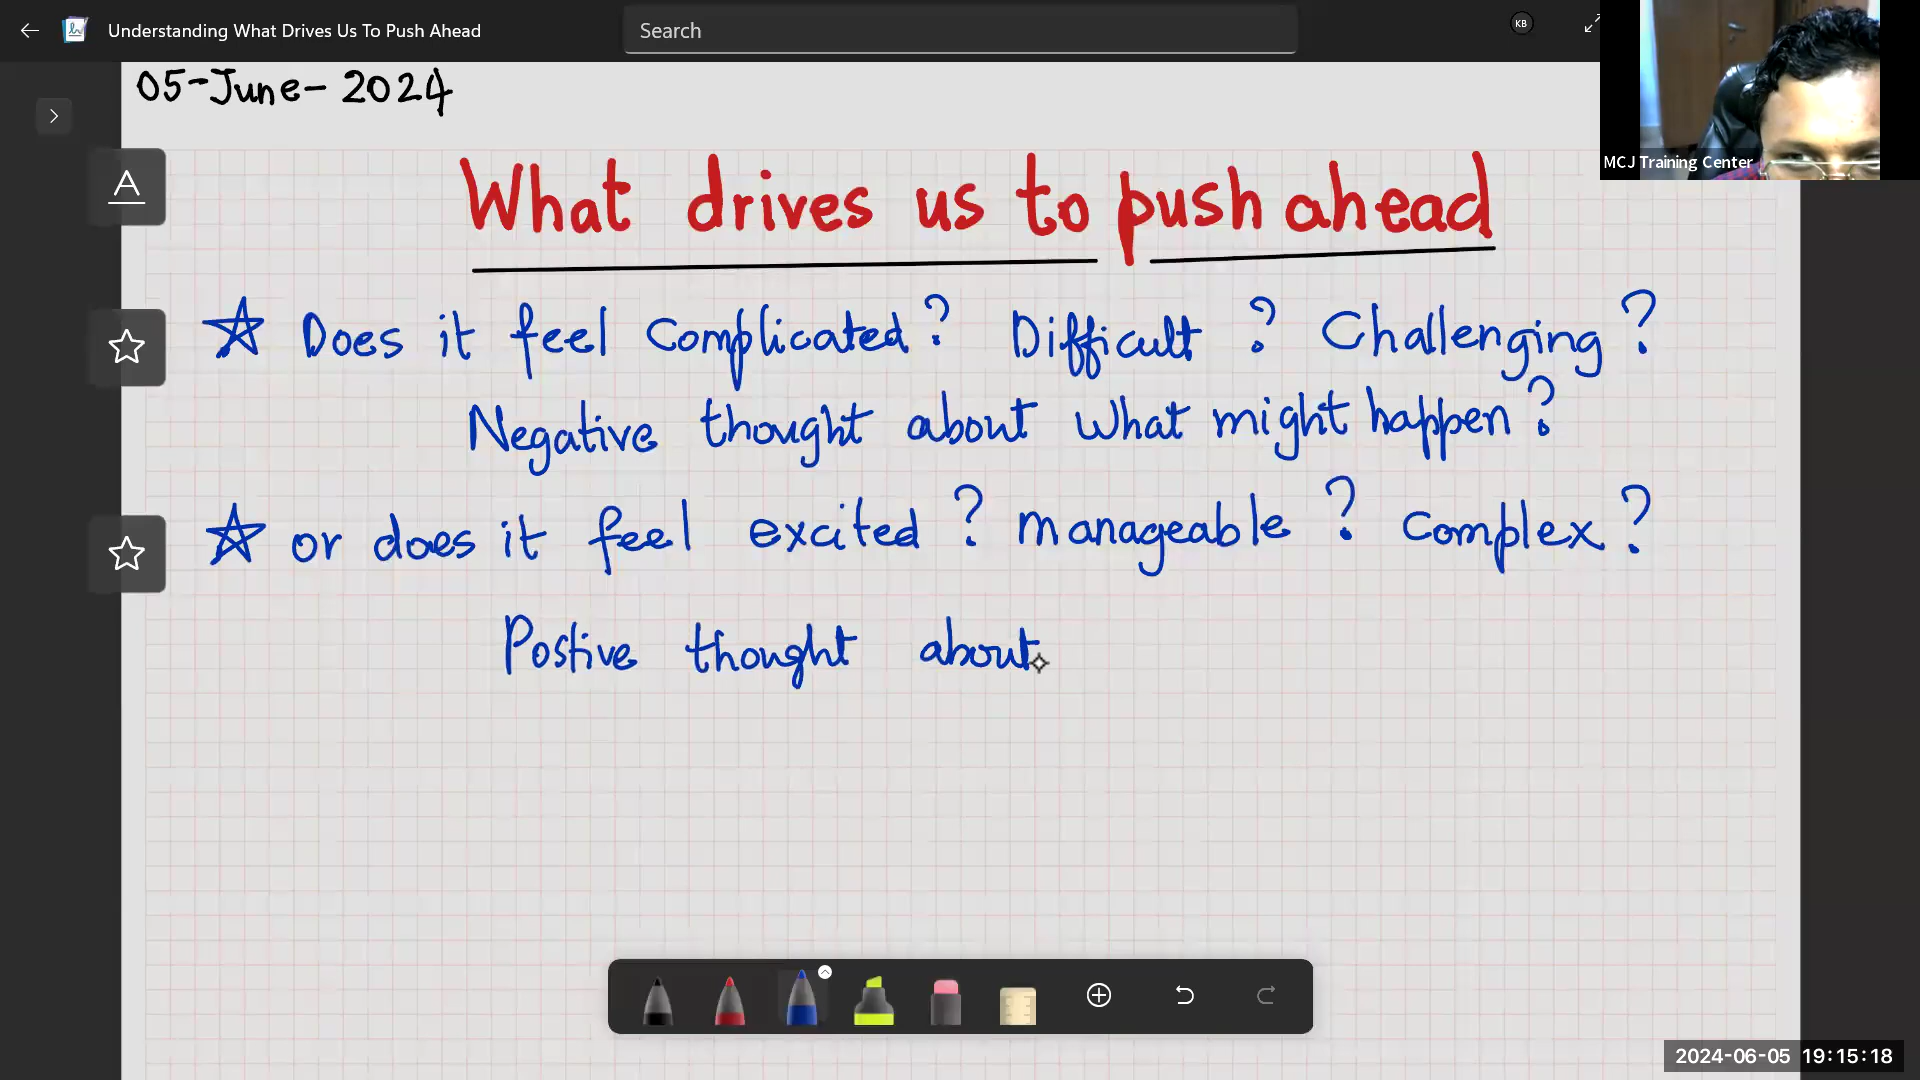 Understanding What Drives Us To Push Ahead
Search
KB
MCJ Training Center
05-June-2024
What drives us to push ahead
Does it feel Complicated? Difficult? Challenging?
Negative thought about What might happen?
or does it feel excited? manageable? Complex?
Postive thought about
2024-06-05 19:15:18